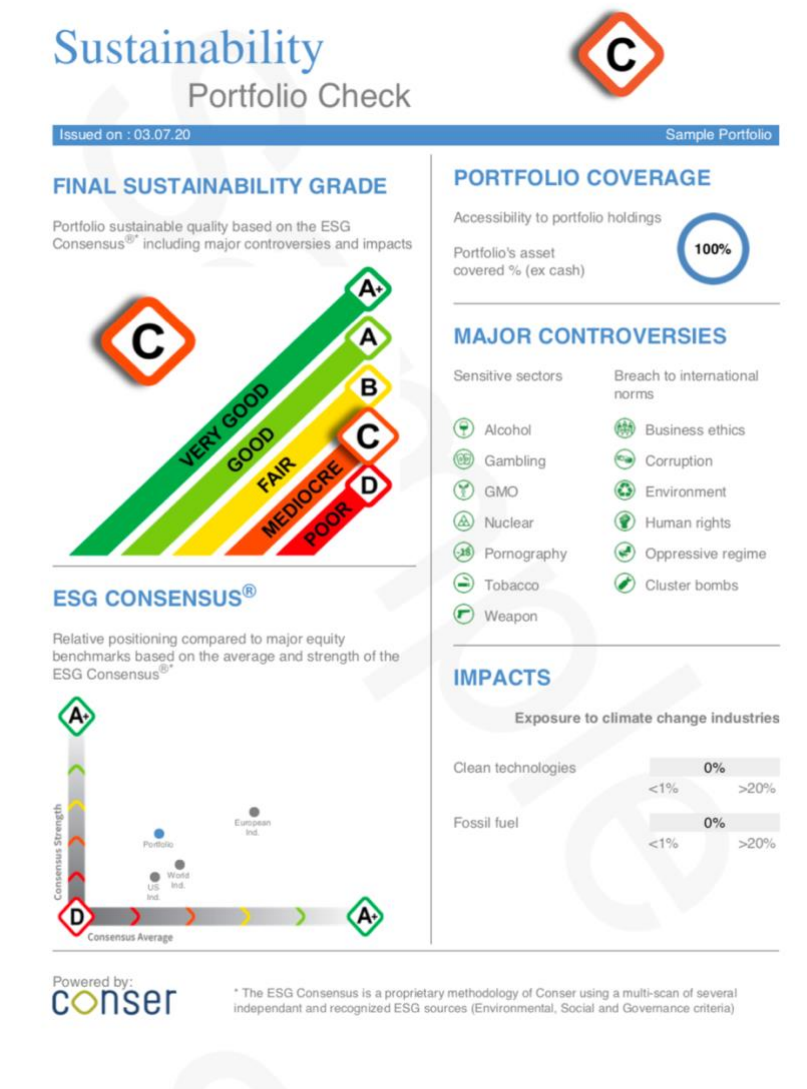 Sustainability
C
Portfolio Check
Issued on : 03.07.20
Sample Portfolio
FINAL SUSTAINABILITY GRADE
Portfolio sustainable quality based on the ESG
Consensus®* including major controversies and impacts
C
A+
A
B
C
D
VERY GOOD
GOOD
FAIR
MEDIOCRE
POOR
ESG CONSENSUS®
Relative positioning compared to major equity
benchmarks based on the average and strength of the
ESG Consensus®*
A+
Consensus Strength
European
Ind.
Portfolio
World
Ind.
US
Ind.
D
A+
Consensus Average
PORTFOLIO COVERAGE
Accessibility to portfolio holdings
Portfolio's asset
covered % (ex cash)
100%
MAJOR CONTROVERSIES
Sensitive sectors
Alcohol
Gambling
GMO
Nuclear
-18
Pornography
Tobacco
Weapon
Breach to international
norms
Business ethics
Corruption
Environment
Human rights
Oppressive regime
Cluster bombs
IMPACTS
Exposure to climate change industries
Clean technologies
0%
<1% >20%
Fossil fuel
0%
<1% >20%
Powered by:
conser
* The ESG Consensus is a proprietary methodology of Conser using a multi-scan of several
independant and recognized ESG sources (Environmental, Social and Governance criteria)
Sample